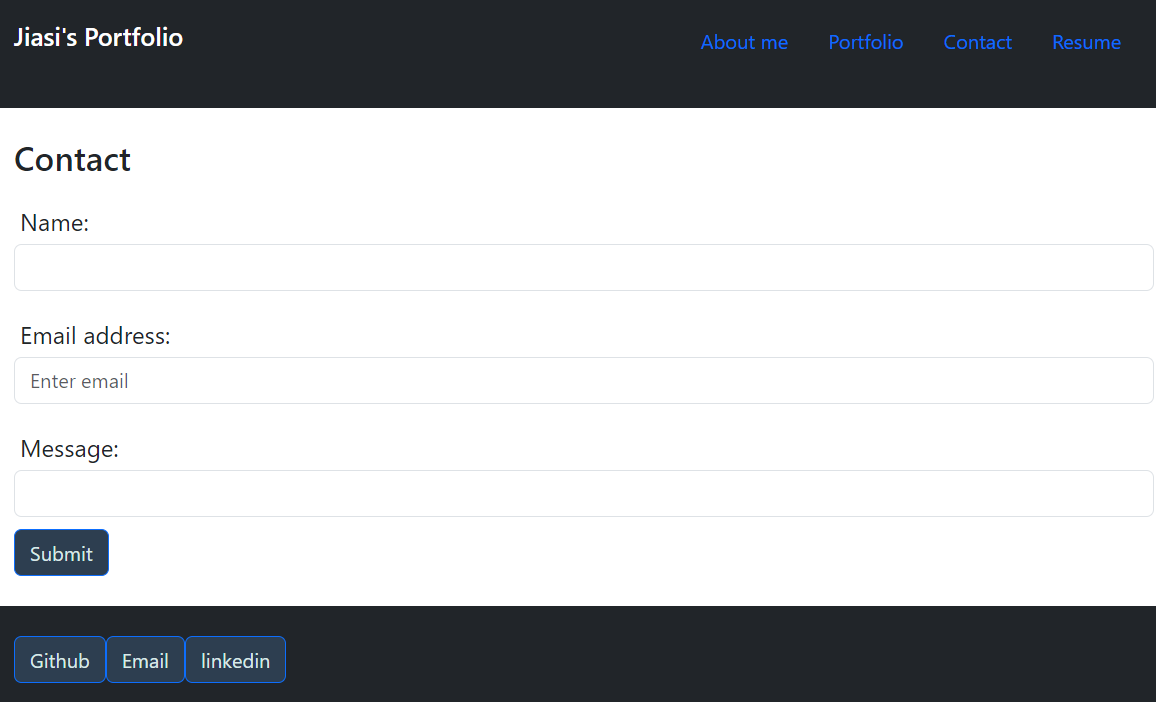 Jiasi's Portfolio
About me Portfolio Contact Resume
Contact
Name:
Email address:
Enter email
Message:
Submit
Github Email linkedin